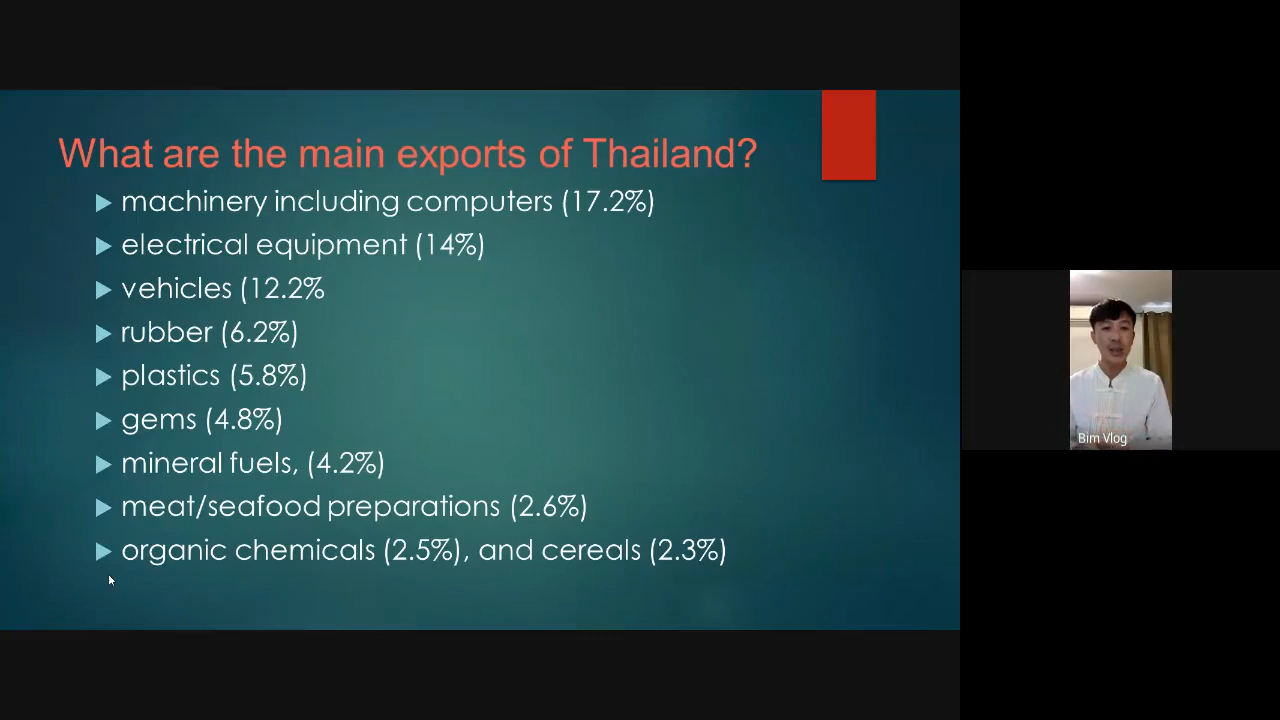 What are the main exports of Thailand?
machinery including computers (17.2%)
electrical equipment (14%)
vehicles (12.2%
rubber (6.2%)
plastics (5.8%)
gems (4.8%)
mineral fuels, (4.2%)
meat/seafood preparations (2.6%)
organic chemicals (2.5%), and cereals (2.3%)
Bim Vlog